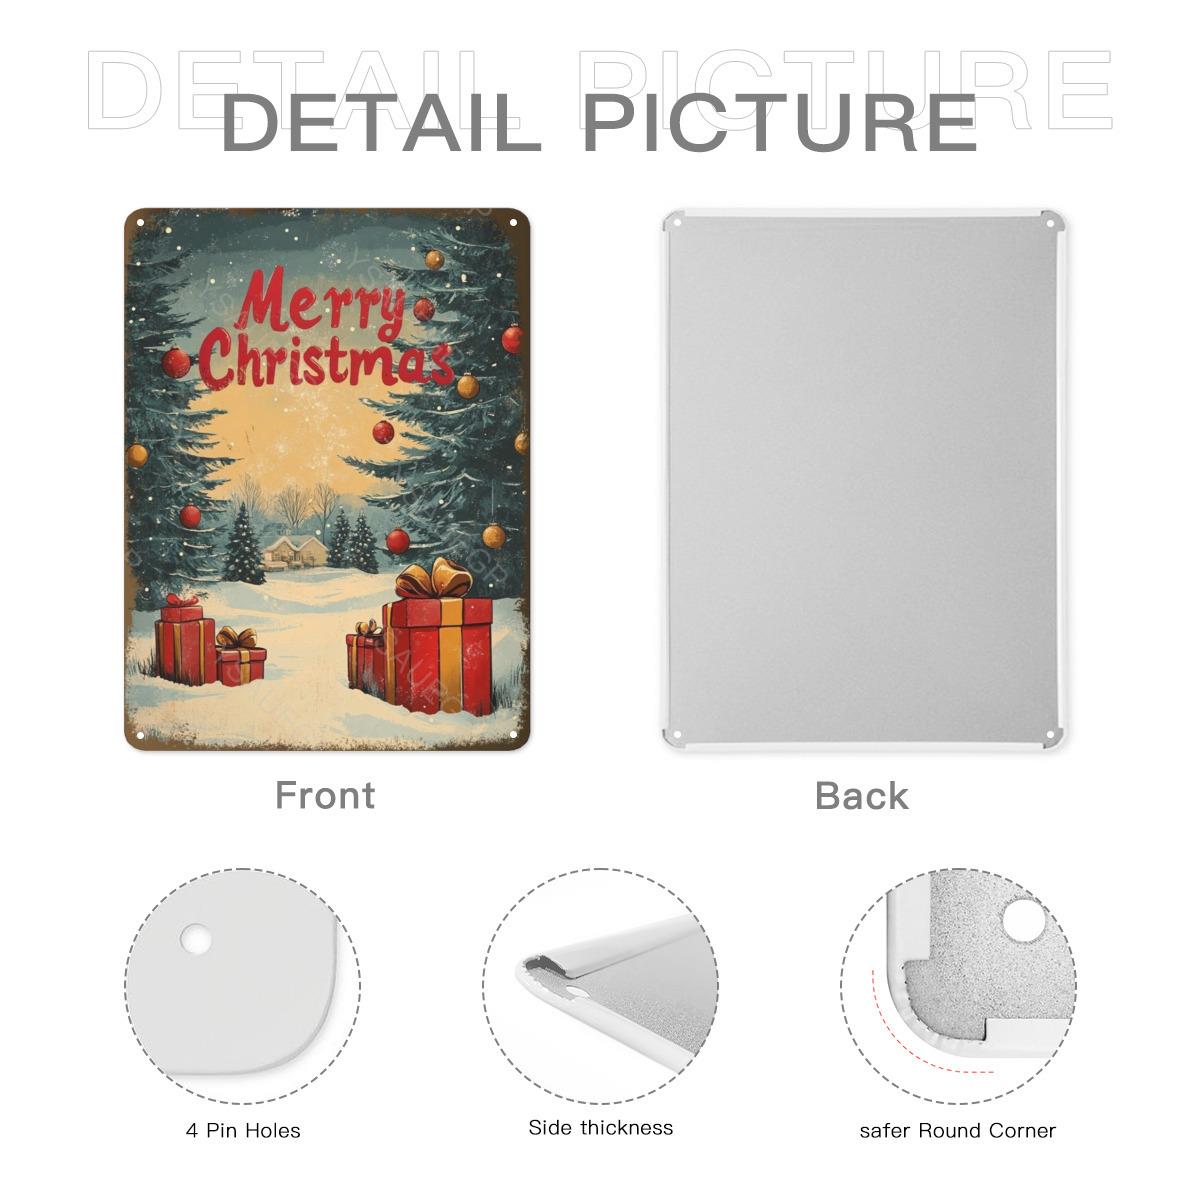 DETAIL PICTURE
DETAIL PICTURE
Merry
Christmas
Front
Back
4 Pin Holes
Side thickness
safer Round Corner